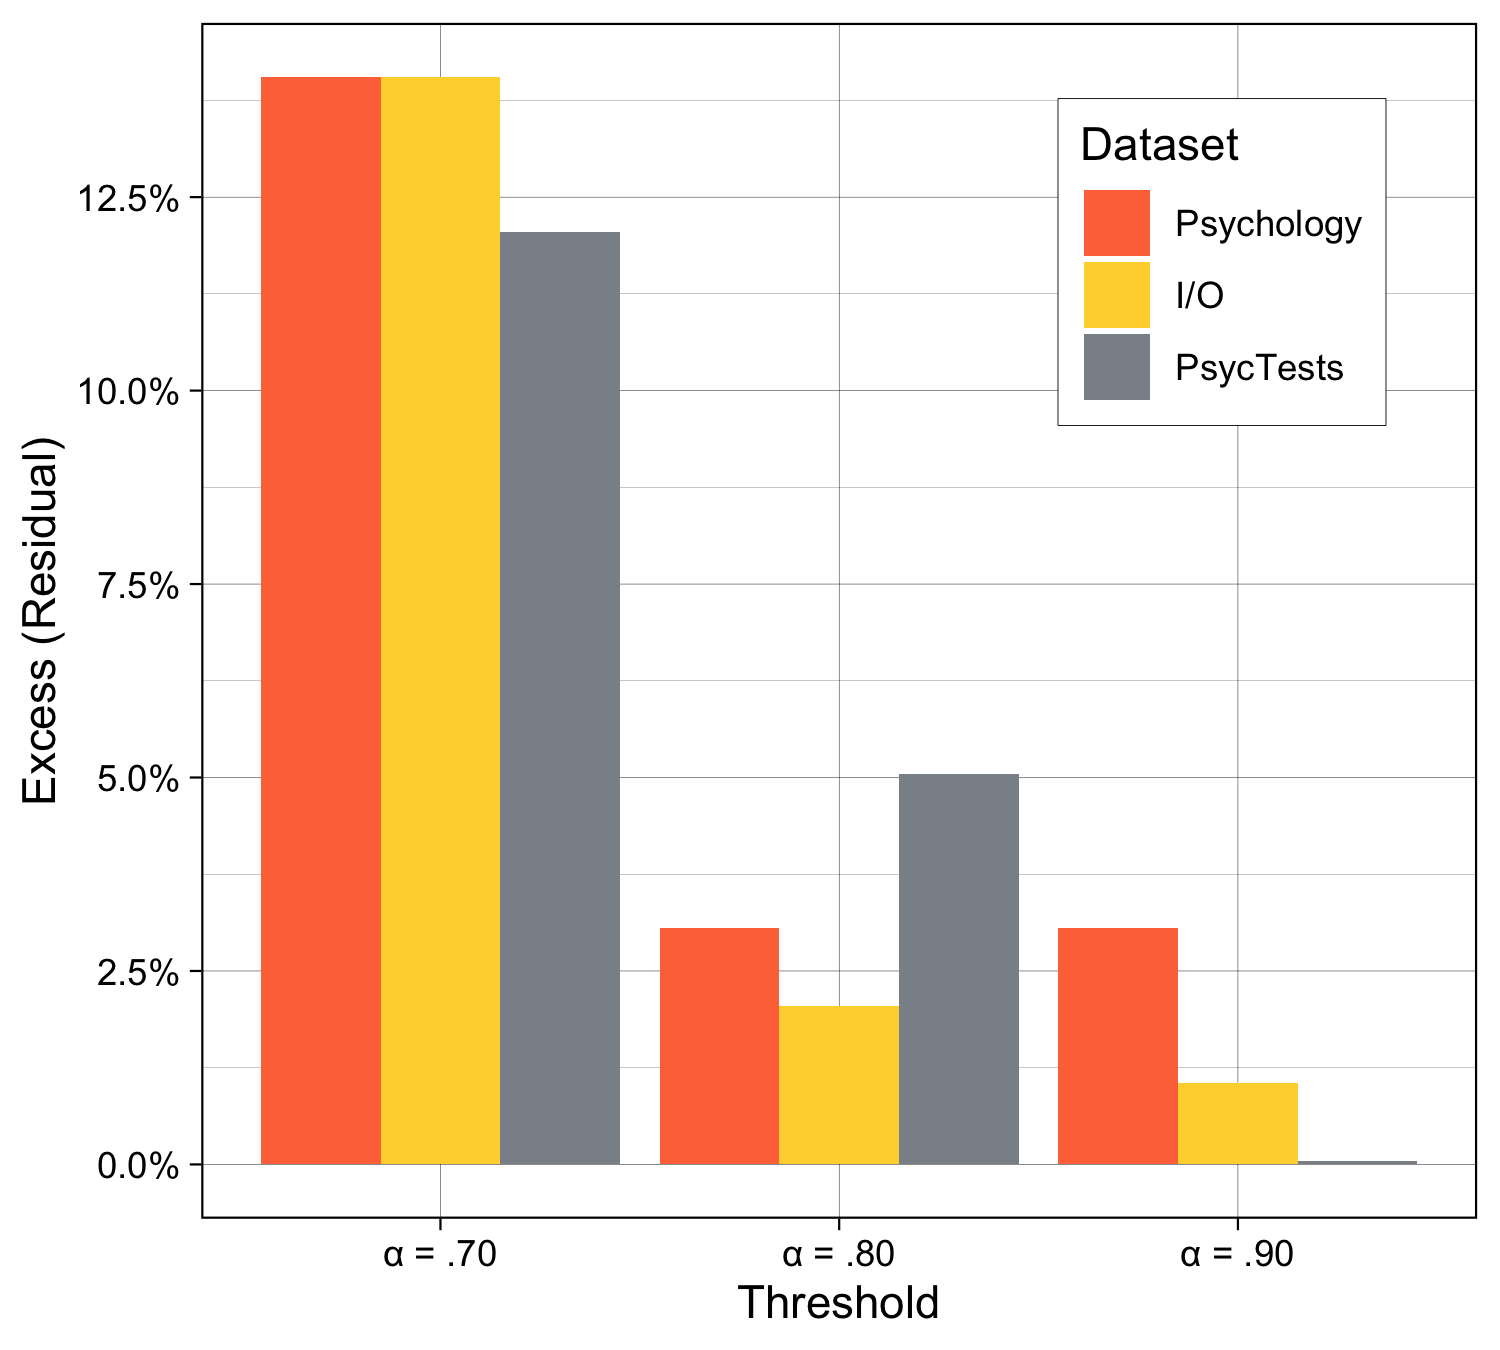 Excess (Residual)
12.5%
10.0%
7.5%
5.0%
2.5%
0.0%
Dataset
Psychology
I/O
PsycTests
α = .70
α = .80
α = .90
Threshold